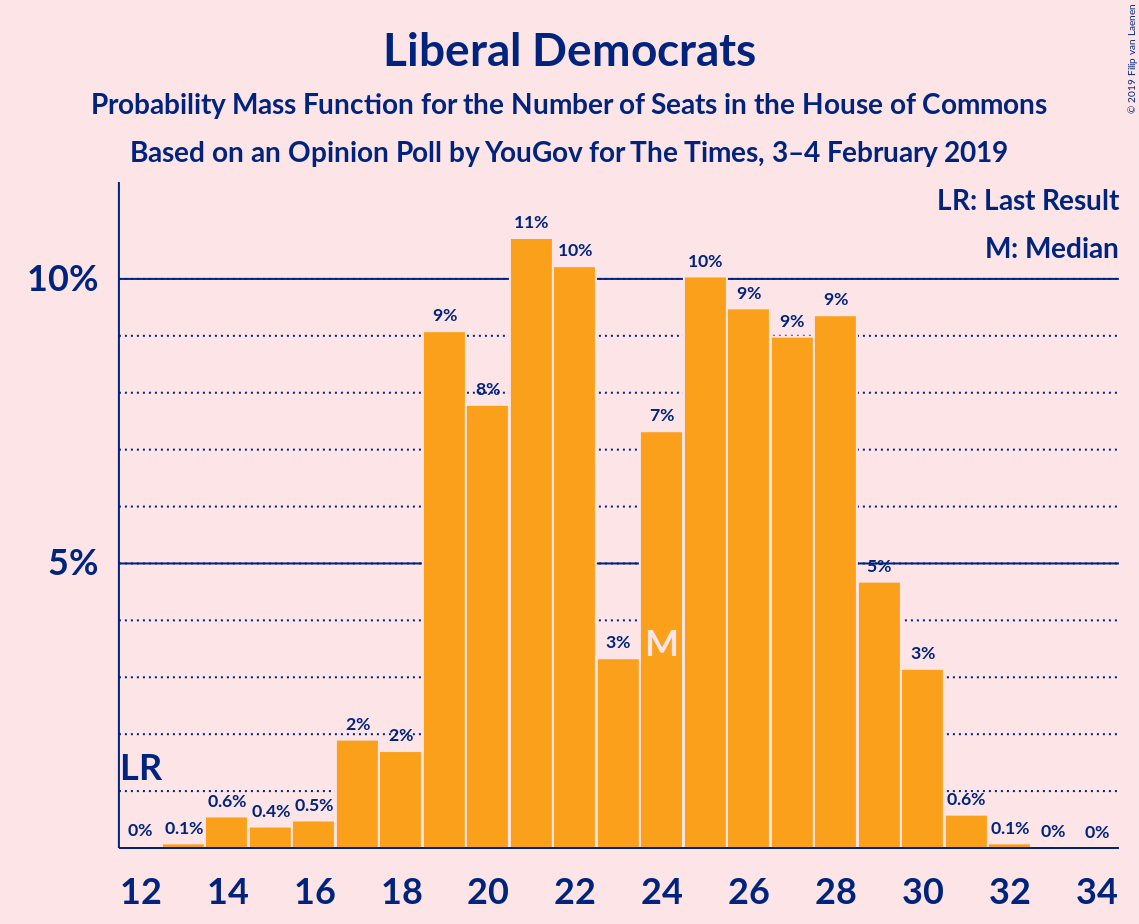 Liberal Democrats
Probability Mass Function for the Number of Seats in the House of Commons
Based on an Opinion Poll by YouGov for The Times, 3–4 February 2019
© 2019 Filip van Laenen
LR: Last Result
M: Median
10%
5%
LR
M
0%
0.1%
0.6%
0.4%
0.5%
2%
2%
9%
8%
11%
10%
3%
7%
10%
9%
9%
9%
5%
3%
0.6%
0.1%
0%
0%
12 14 16 18 20 22 24 26 28 30 32 34